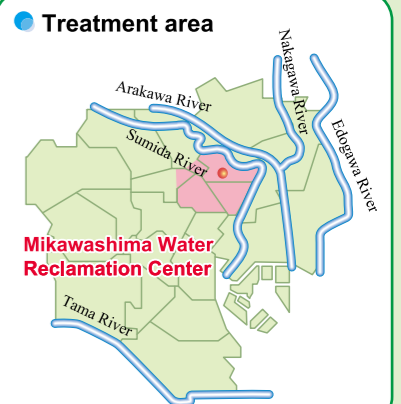 Treatment area
Nakagawa River
Arakawa River
Edogawa River
Sumida River
Mikawashima Water
Reclamation Center
Tama River